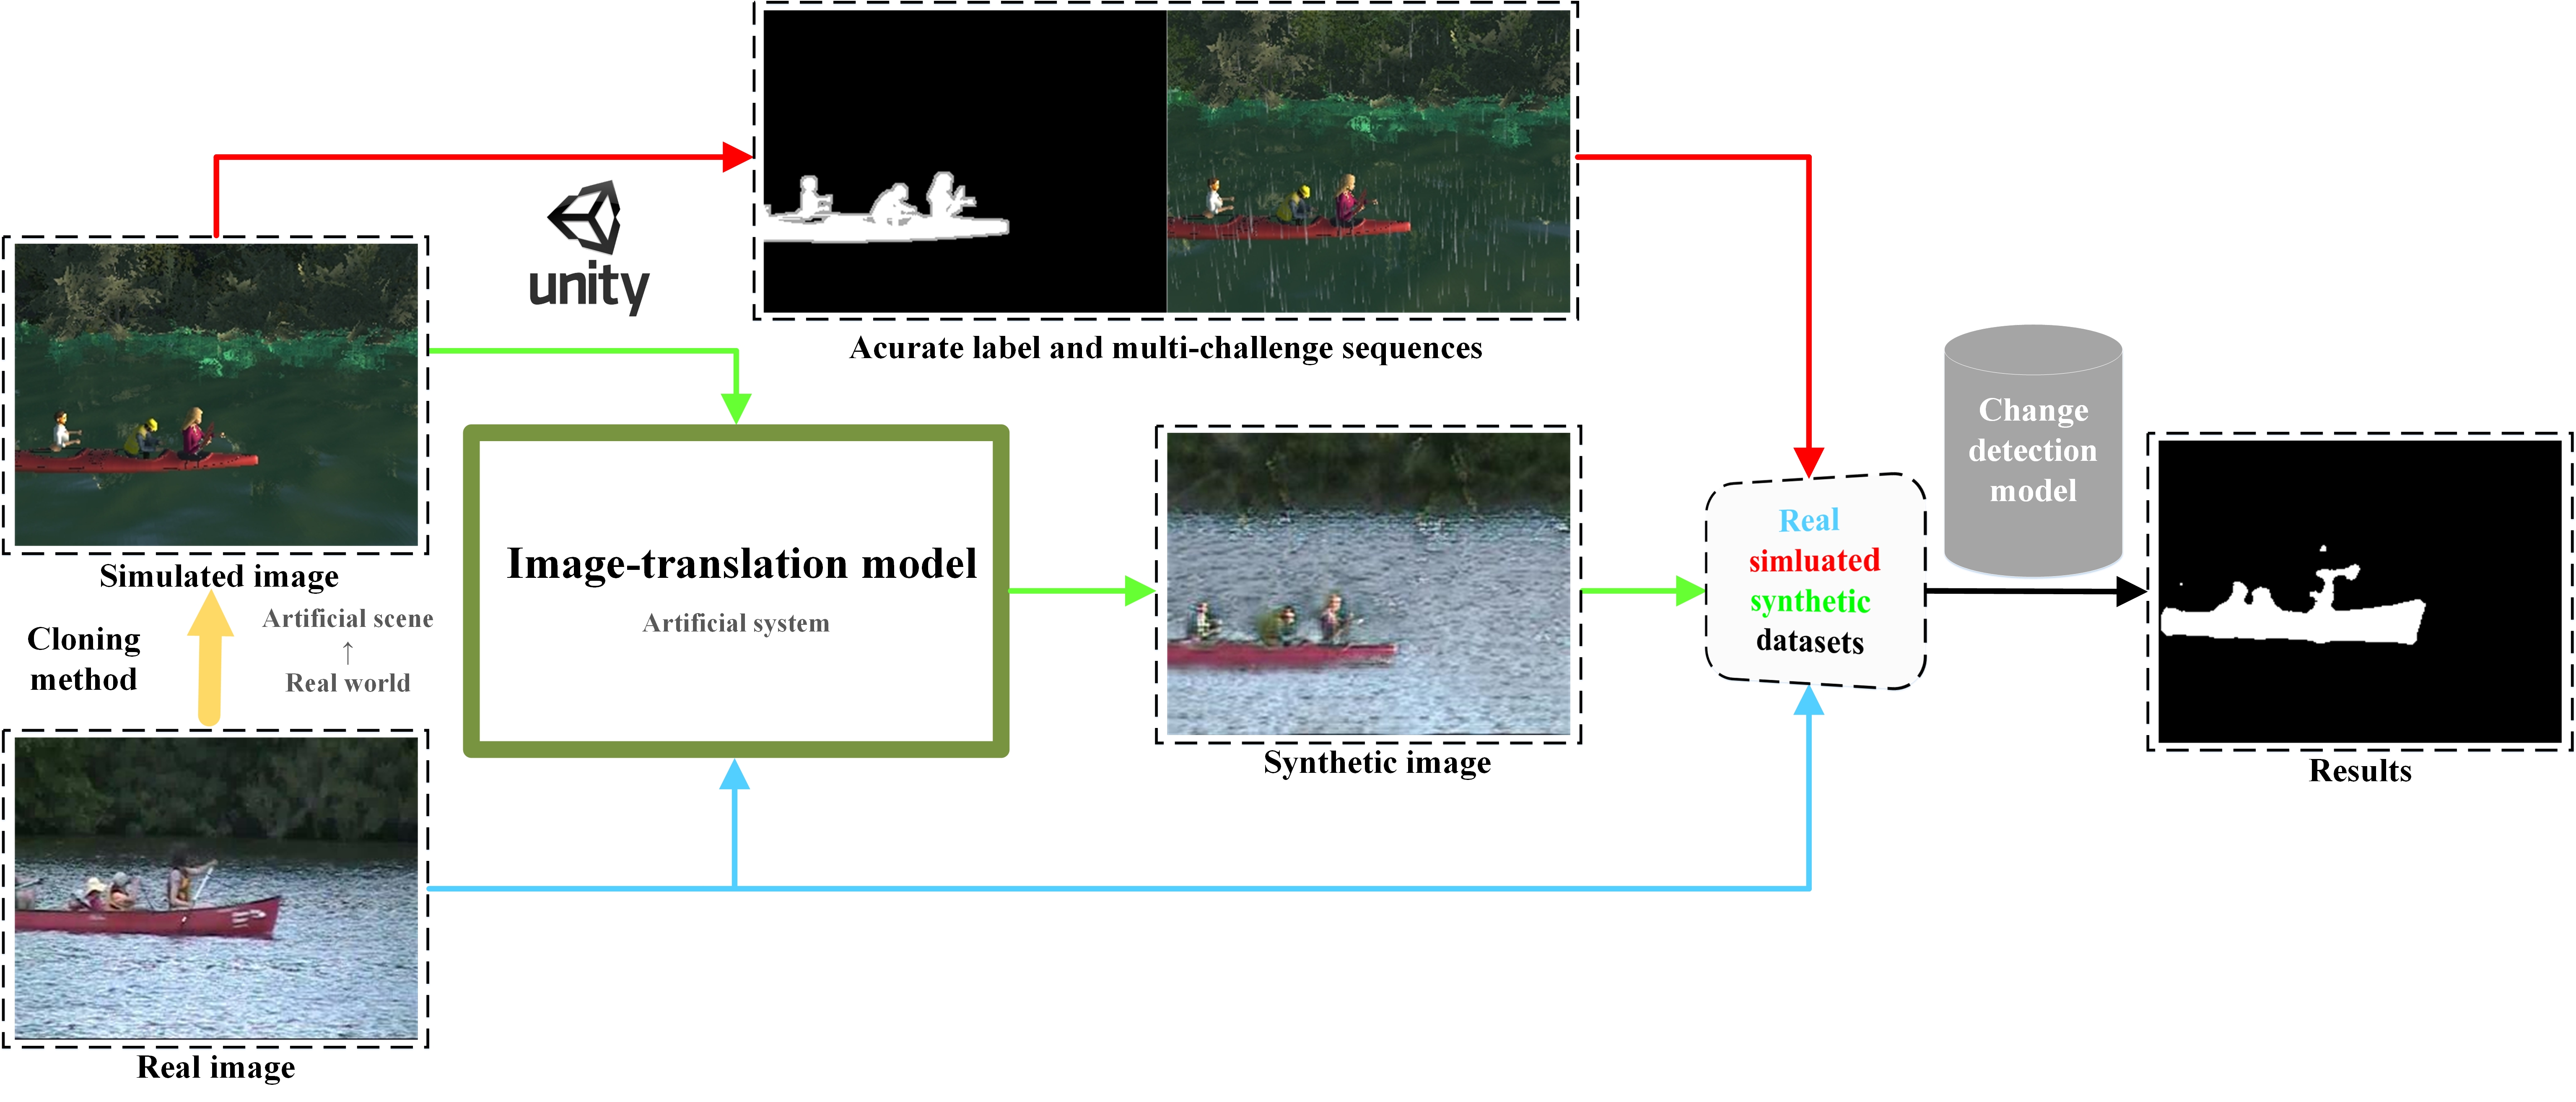 unity
Acurate label and multi-challenge sequences
Simulated image
Cloning
method
Artificial scene
↑
Real world
Real image
Image-translation model
Artificial system
Synthetic image
Real
simluated
synthetic
datasets
Change
detection
model
Results